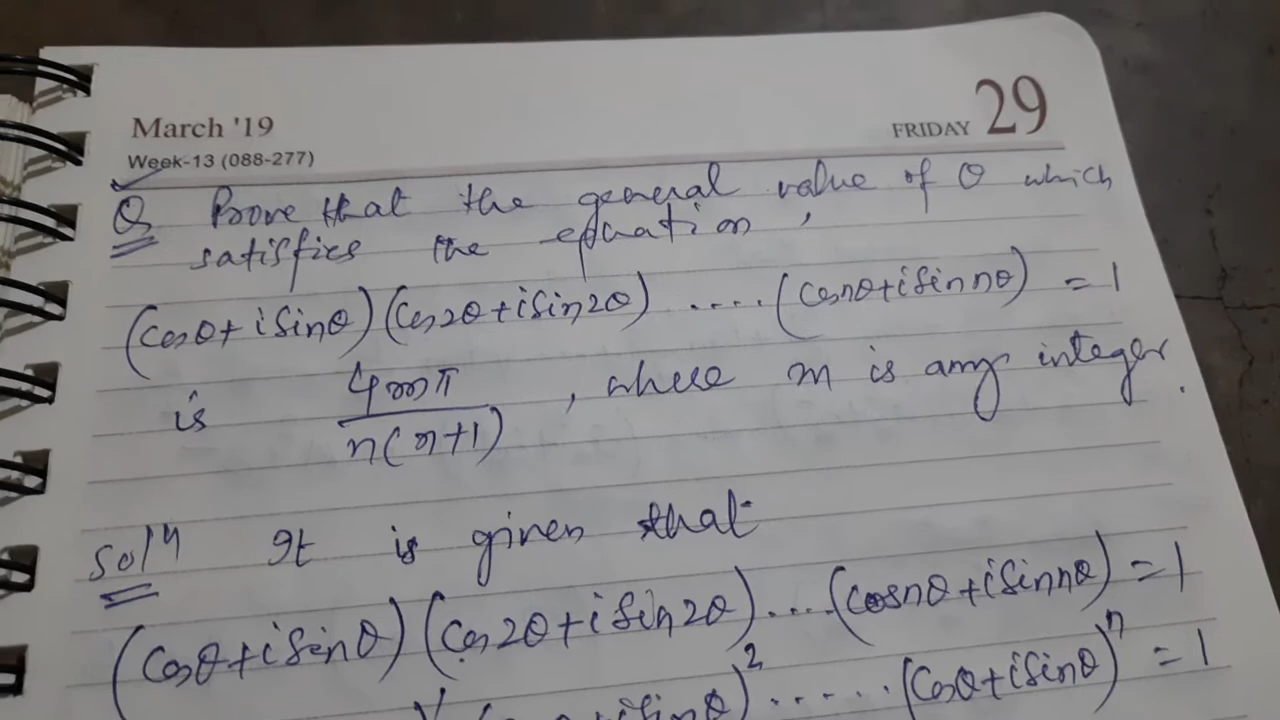 March '19
FRIDAY 29
Week-13 (088-277)
Q Prove that the general value of θ which
satisfies the equation,
(cosθ+isinθ)(cos2θ+isin2θ) .... (cosnθ+isinnθ) = 1
is 4mπ/n(n+1), where m is any integer.
Solⁿ It is given that
(cosθ+isinθ)(cos2θ+isin2θ)....(cosnθ+isinnθ)=1
isinθ)² ...... (cosθ+isinθ)ⁿ = 1